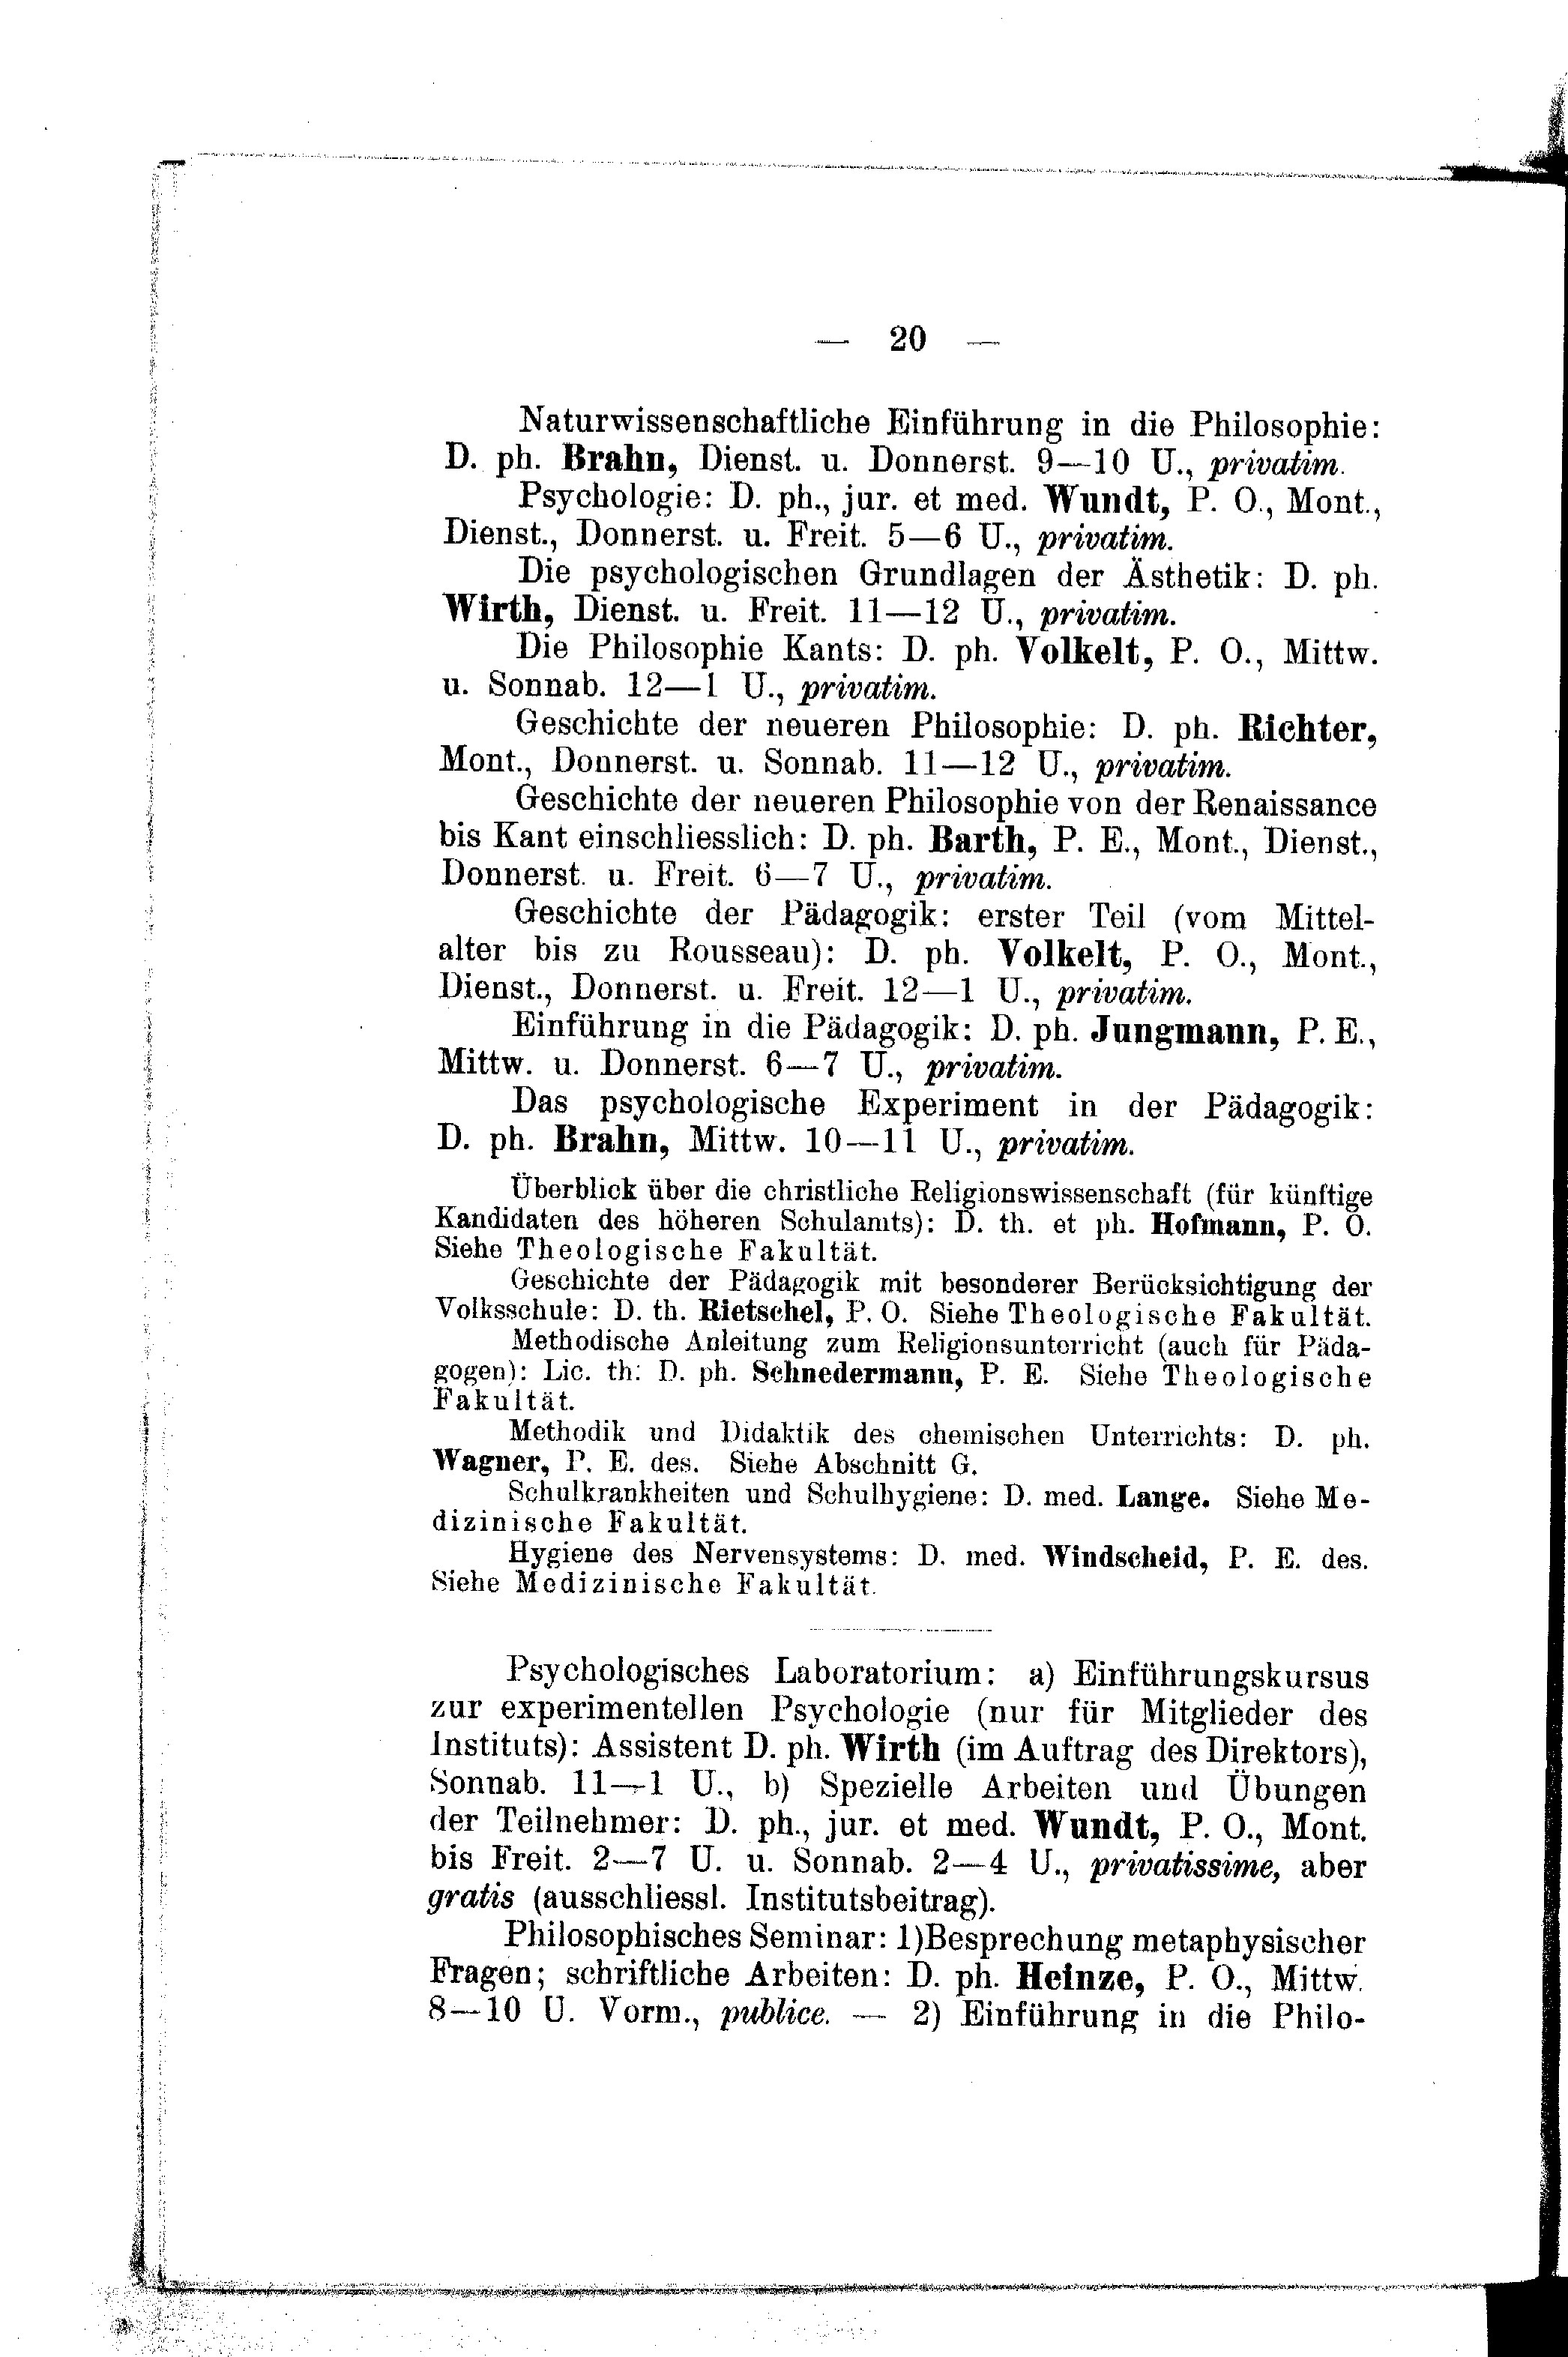 — 20 —
Naturwissenschaftliche Einführung in die Philosophie:
D. ph. Brahn, Dienst. u. Donnerst. 9—10 U., privatim.
Psychologie: D. ph., jur. et med. Wundt, P. O., Mont.,
Dienst., Donnerst. u. Freit. 5—6 U., privatim.
Die psychologischen Grundlagen der Ästhetik: D. ph.
Wirth, Dienst. u. Freit. 11—12 U., privatim.
Die Philosophie Kants: D. ph. Volkelt, P. O., Mittw.
u. Sonnab. 12—1 U., privatim.
Geschichte der neueren Philosophie: D. ph. Richter,
Mont., Donnerst. u. Sonnab. 11—12 U., privatim.
Geschichte der neueren Philosophie von der Renaissance
bis Kant einschliesslich: D. ph. Barth, P. E., Mont., Dienst.,
Donnerst. u. Freit. 6—7 U., privatim.
Geschichte der Pädagogik: erster Teil (vom Mittel-
alter bis zu Rousseau): D. ph. Volkelt, P. O., Mont.,
Dienst., Donnerst. u. Freit. 12—1 U., privatim.
Einführung in die Pädagogik: D. ph. Jungmann, P. E.,
Mittw. u. Donnerst. 6—7 U., privatim.
Das psychologische Experiment in der Pädagogik:
D. ph. Brahn, Mittw. 10—11 U., privatim.
Überblick über die christliche Religionswissenschaft (für künftige
Kandidaten des höheren Schulamts): D. th. et ph. Hofmann, P. O.
Siehe Theologische Fakultät.
Geschichte der Pädagogik mit besonderer Berücksichtigung der
Volksschule: D. th. Rietschel, P. O. Siehe Theologische Fakultät.
Methodische Anleitung zum Religionsunterricht (auch für Päda-
gogen): Lic. th. D. ph. Schnedermann, P. E. Siehe Theologische
Fakultät.
Methodik und Didaktik des chemischen Unterrichts: D. ph.
Wagner, P. E. des. Siehe Abschnitt G.
Schulkrankheiten und Schulhygiene: D. med. Lange. Siehe Me-
dizinische Fakultät.
Hygiene des Nervensystems: D. med. Windscheid, P. E. des.
Siehe Medizinische Fakultät.
Psychologisches Laboratorium: a) Einführungskursus
zur experimentellen Psychologie (nur für Mitglieder des
Instituts): Assistent D. ph. Wirth (im Auftrag des Direktors),
Sonnab. 11—1 U., b) Spezielle Arbeiten und Übungen
der Teilnehmer: D. ph., jur. et med. Wundt, P. O., Mont.
bis Freit. 2—7 U. u. Sonnab. 2—4 U., privatissime, aber
gratis (ausschliessl. Institutsbeitrag).
Philosophisches Seminar: 1)Besprechung metaphysischer
Fragen; schriftliche Arbeiten: D. ph. Heinze, P. O., Mittw.
8—10 U. Vorm., publice. — 2) Einführung in die Philo-